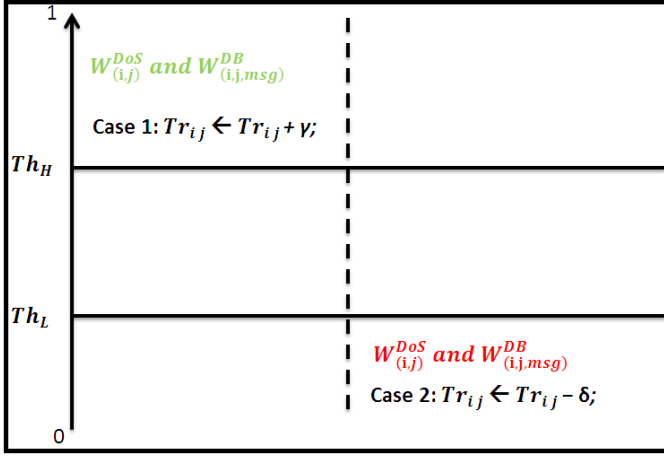 1
W^{DoS}_{(i,j)} and W^{DB}_{(i,j,msg)}
Case 1: Tr_{ij} ← Tr_{ij} + γ;
Th_H
Th_L
W^{DoS}_{(i,j)} and W^{DB}_{(i,j,msg)}
Case 2: Tr_{ij} ← Tr_{ij} – δ;
0